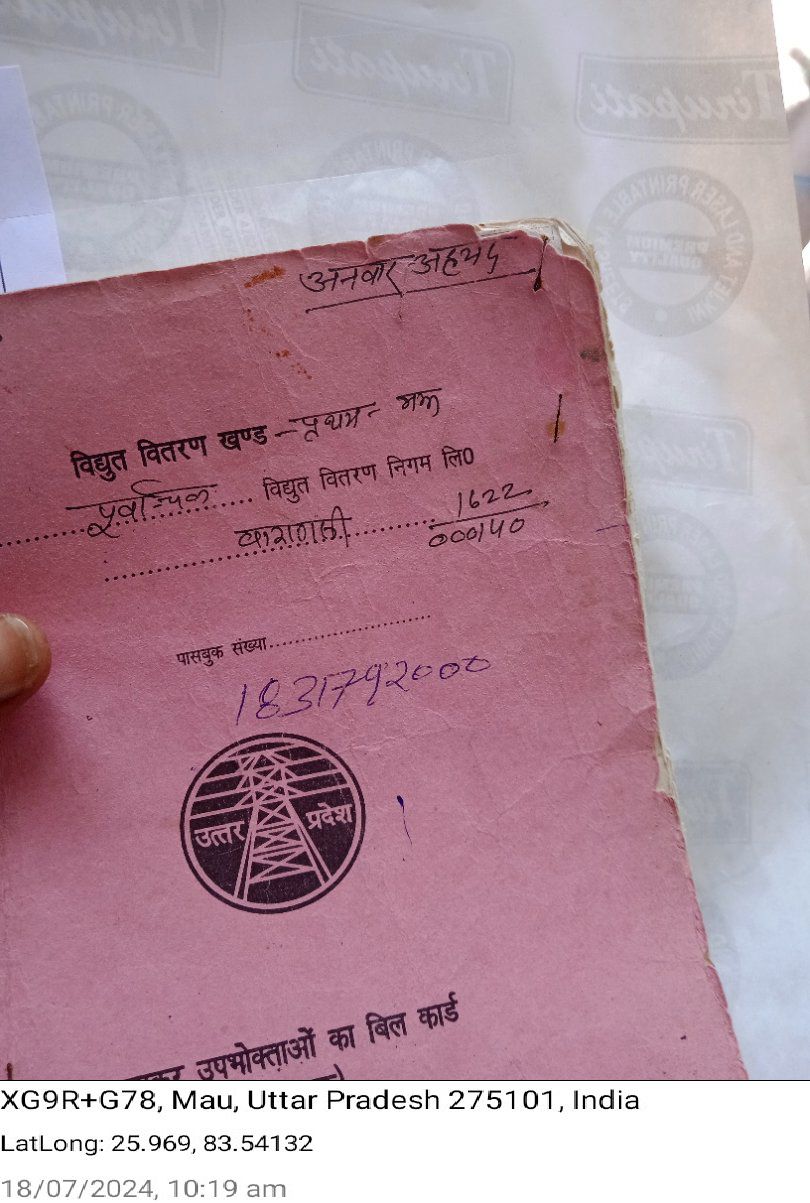 अनवार अहमद
विद्युत वितरण खण्ड - प्रथम - मऊ
पूर्वान्चल .... विद्युत वितरण निगम लि0
वाराणसी
1622
000140
पासबुक संख्या
1831792000
उत्तर प्रदेश
उपभोक्ताओं का बिल कार्ड
XG9R+G78, Mau, Uttar Pradesh 275101, India
LatLong: 25.969, 83.54132
18/07/2024, 10:19 am